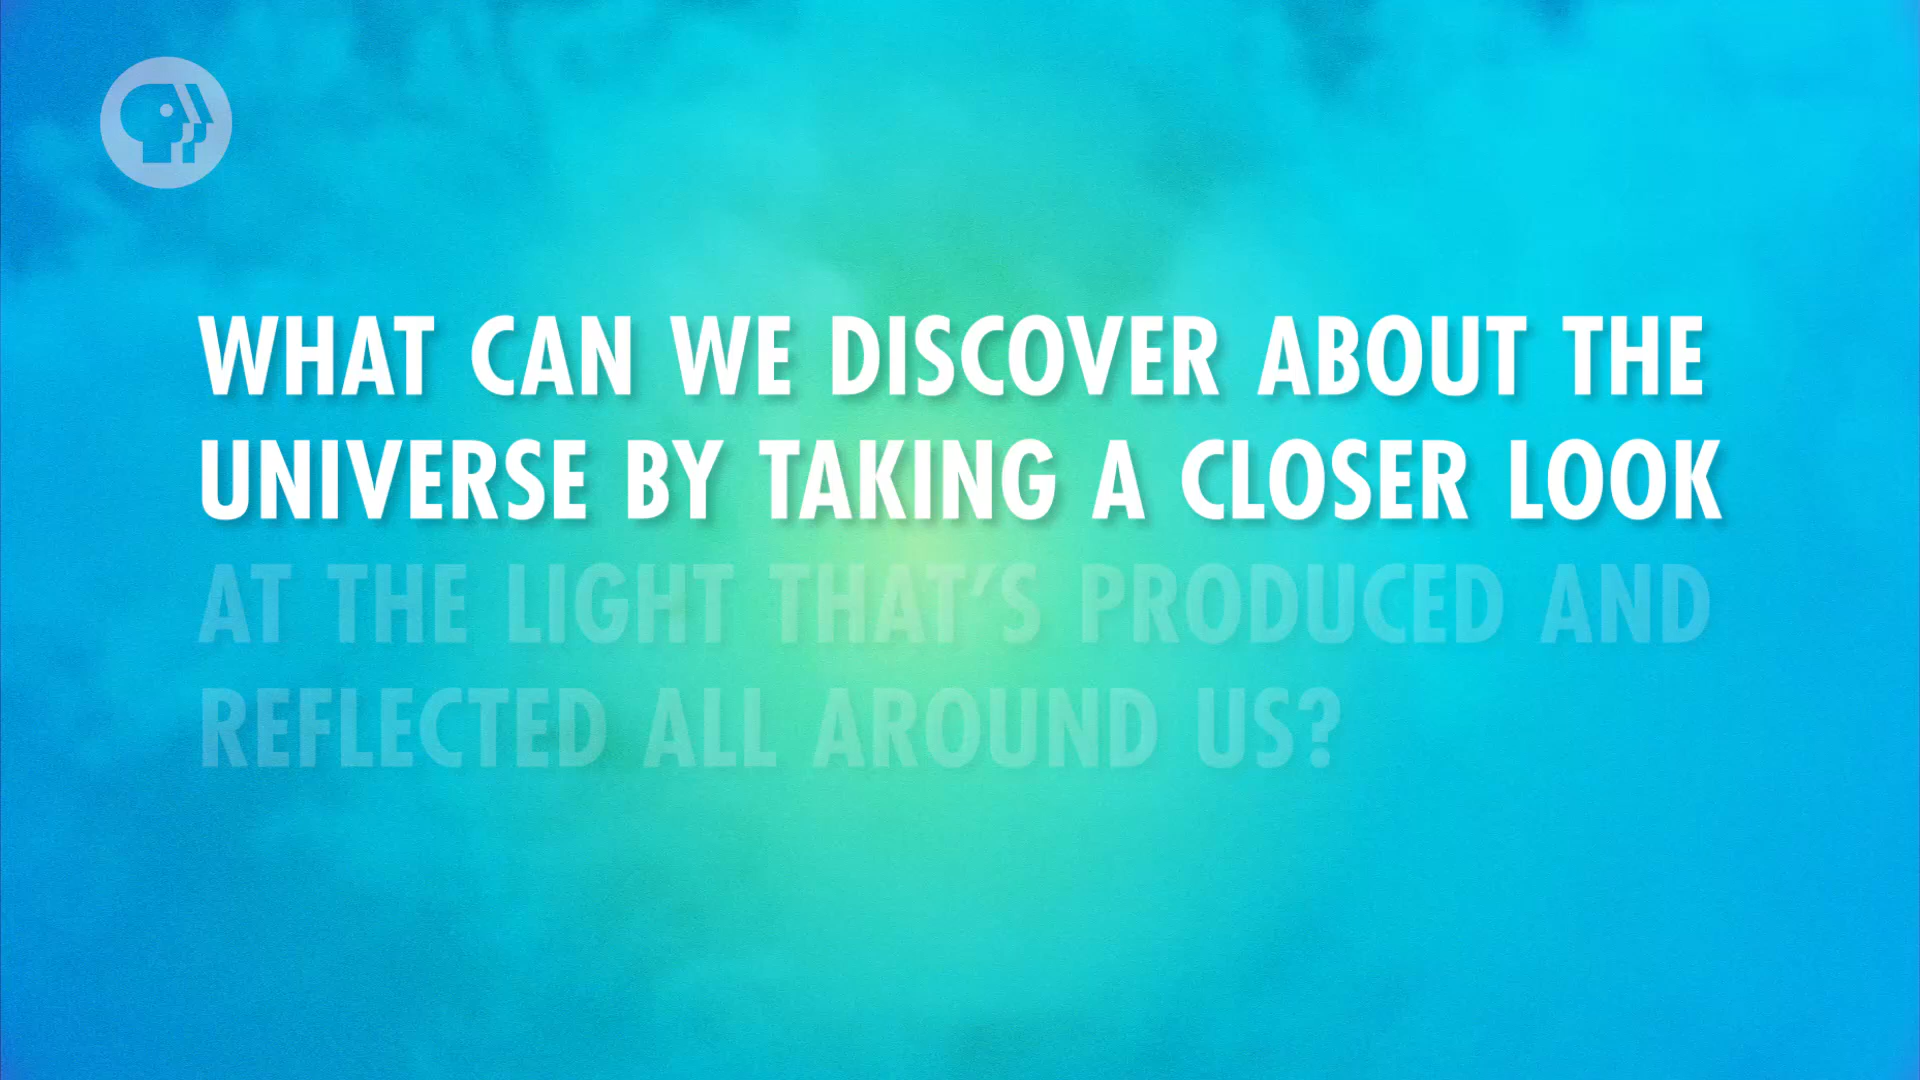 WHAT CAN WE DISCOVER ABOUT THE
UNIVERSE BY TAKING A CLOSER LOOK
AT THE LIGHT THAT’S PRODUCED AND
REFLECTED ALL AROUND US?